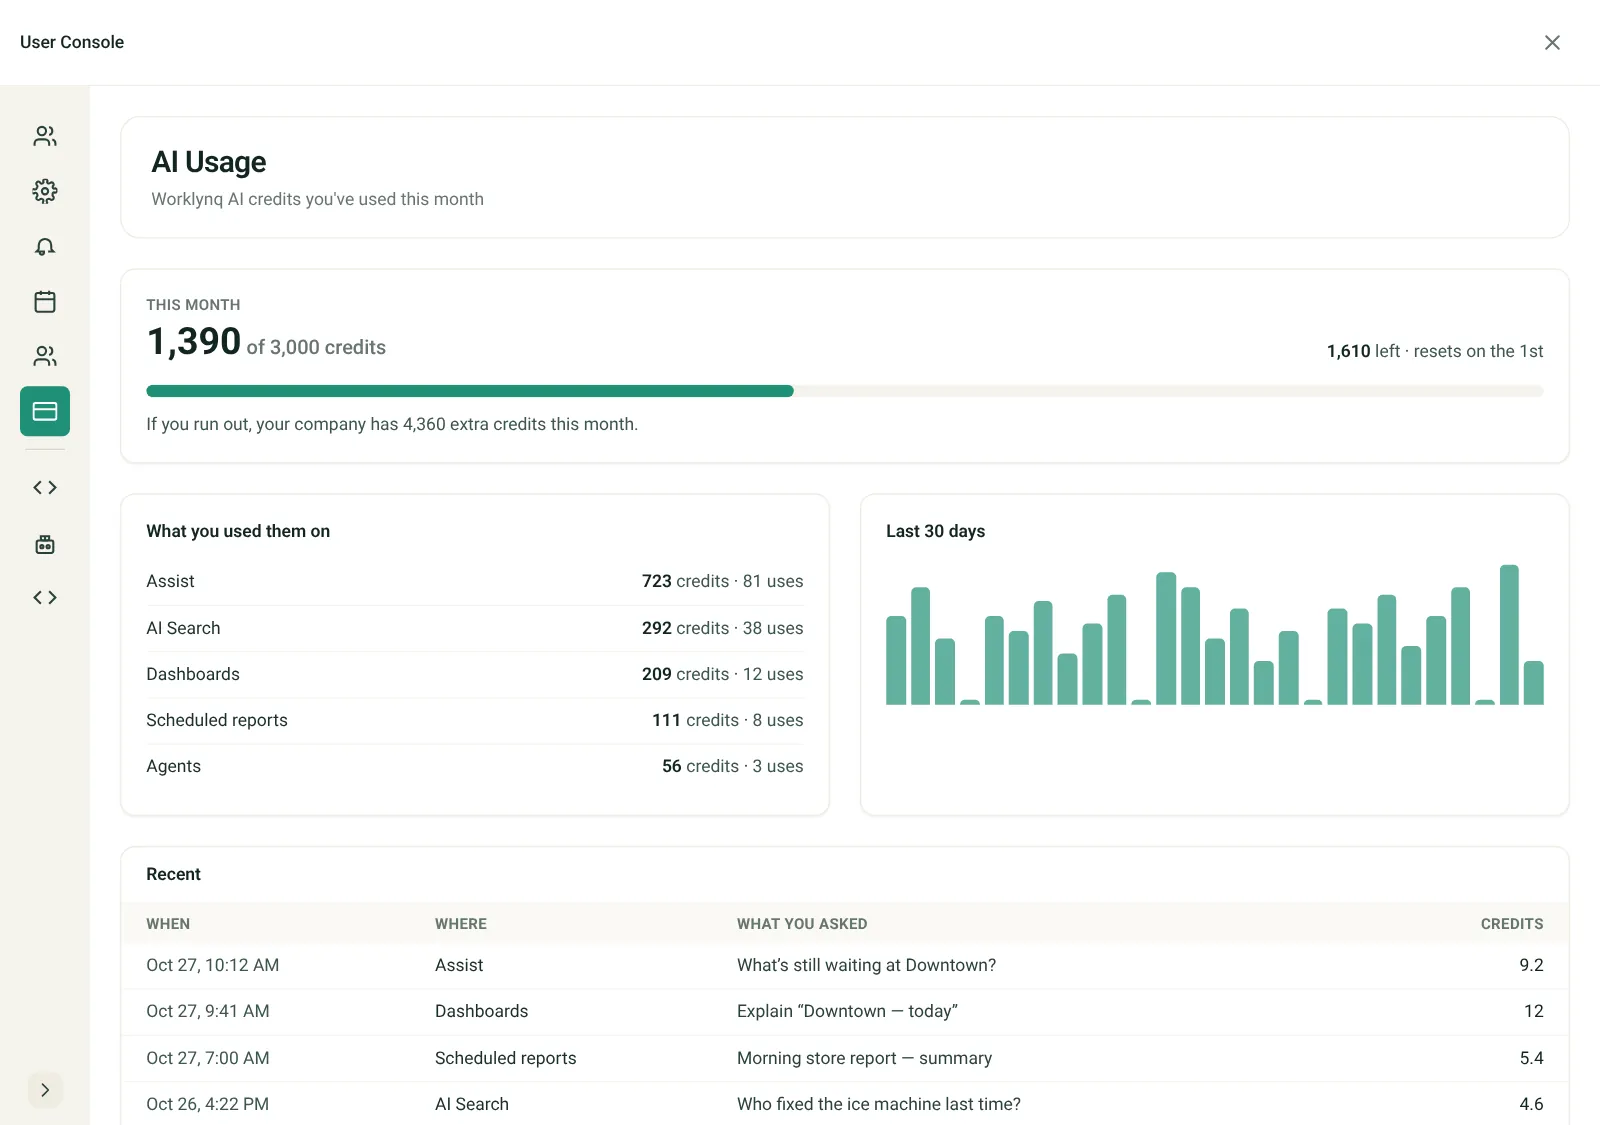 User Console
AI Usage
Worklynq AI credits you've used this month
THIS MONTH
1,390 of 3,000 credits
1,610 left · resets on the 1st
If you run out, your company has 4,360 extra credits this month.
What you used them on
Assist 723 credits · 81 uses
AI Search 292 credits · 38 uses
Dashboards 209 credits · 12 uses
Scheduled reports 111 credits · 8 uses
Agents 56 credits · 3 uses
Last 30 days
Recent
WHEN WHERE WHAT YOU ASKED CREDITS
Oct 27, 10:12 AM Assist What’s still waiting at Downtown? 9.2
Oct 27, 9:41 AM Dashboards Explain “Downtown — today” 12
Oct 27, 7:00 AM Scheduled reports Morning store report — summary 5.4
Oct 26, 4:22 PM AI Search Who fixed the ice machine last time? 4.6